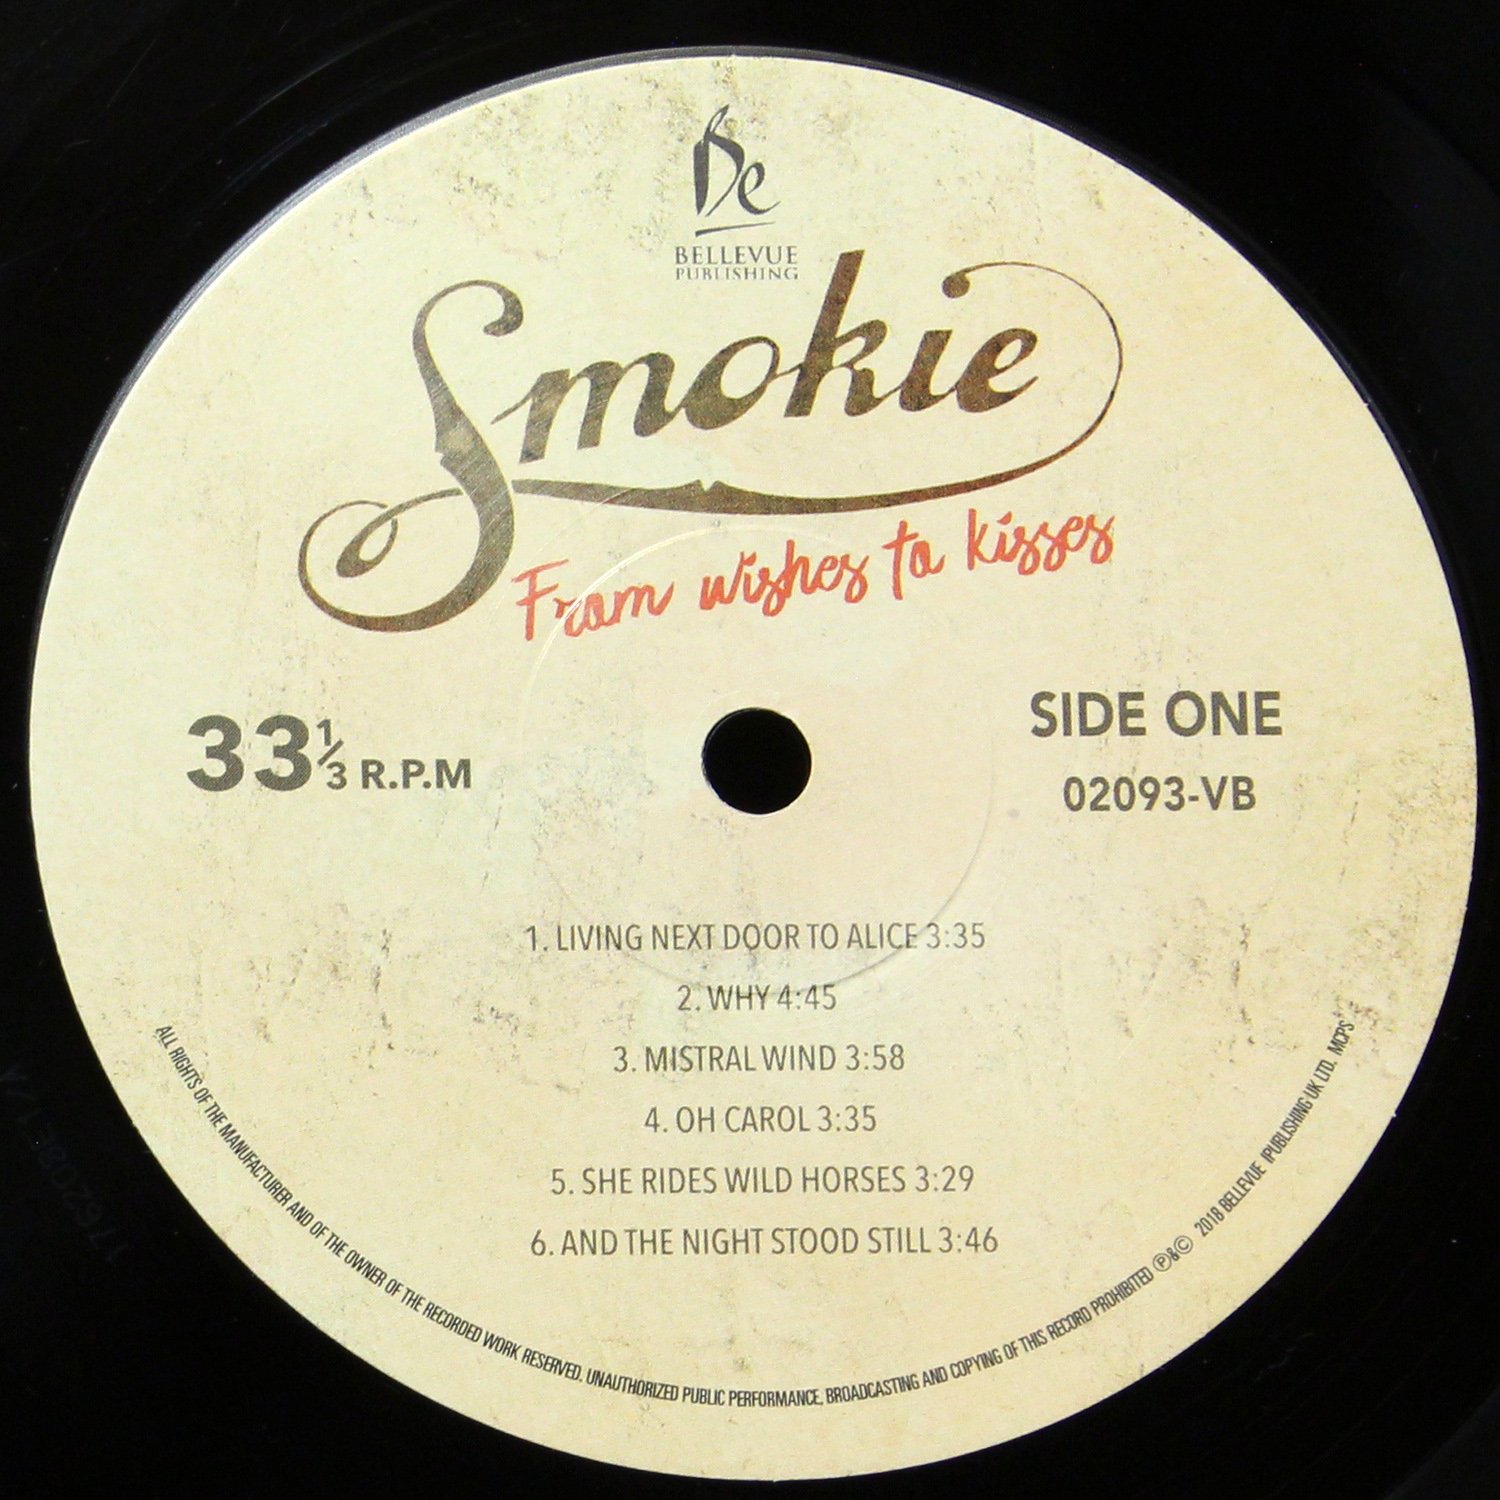 Be
BELLEVUE
PUBLISHING
Smokie
From wishes to kisses
33 1/3 R.P.M
SIDE ONE
02093-VB
1. LIVING NEXT DOOR TO ALICE 3:35
2. WHY 4:45
3. MISTRAL WIND 3:58
4. OH CAROL 3:35
5. SHE RIDES WILD HORSES 3:29
6. AND THE NIGHT STOOD STILL 3:46
ALL RIGHTS OF THE MANUFACTURER AND OF THE OWNER OF THE RECORDED WORK RESERVED. UNAUTHORIZED PUBLIC PERFORMANCE, BROADCASTING AND COPYING OF THIS RECORD PROHIBITED ℗&© 2018 BELLEVUE IPUBLISHING UK LTD. MCPS